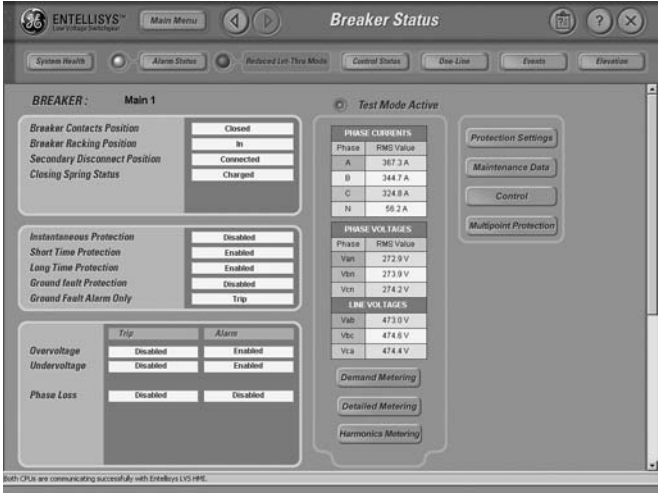 ENTELLISYS™
Low Voltage Switchgear
Main Menu
Breaker Status
?
System Health
Alarm Status
Reduced Let-Thru Mode
Control Status
One-Line
Events
Elevation
BREAKER : Main 1
Test Mode Active
Breaker Contacts Position Closed
Breaker Racking Position In
Secondary Disconnect Position Connected
Closing Spring Status Charged
Instantaneous Protection Disabled
Short Time Protection Enabled
Long Time Protection Enabled
Ground fault Protection Disabled
Ground Fault Alarm Only Trip
Trip Alarm
Overvoltage Disabled Enabled
Undervoltage Disabled Enabled
Phase Loss Disabled Disabled
PHASE CURRENTS
Phase RMS Value
A 367.3 A
B 344.7 A
C 324.8 A
N 56.2 A
PHASE VOLTAGES
Phase RMS Value
Van 272.9 V
Vbn 273.9 V
Vcn 274.2 V
LINE VOLTAGES
Vab 473.0 V
Vbc 474.6 V
Vca 474.4 V
Demand Metering
Detailed Metering
Harmonics Metering
Protection Settings
Maintenance Data
Control
Multipoint Protection
Both CPUs are communicating successfully with Entellisys LVS HMI.